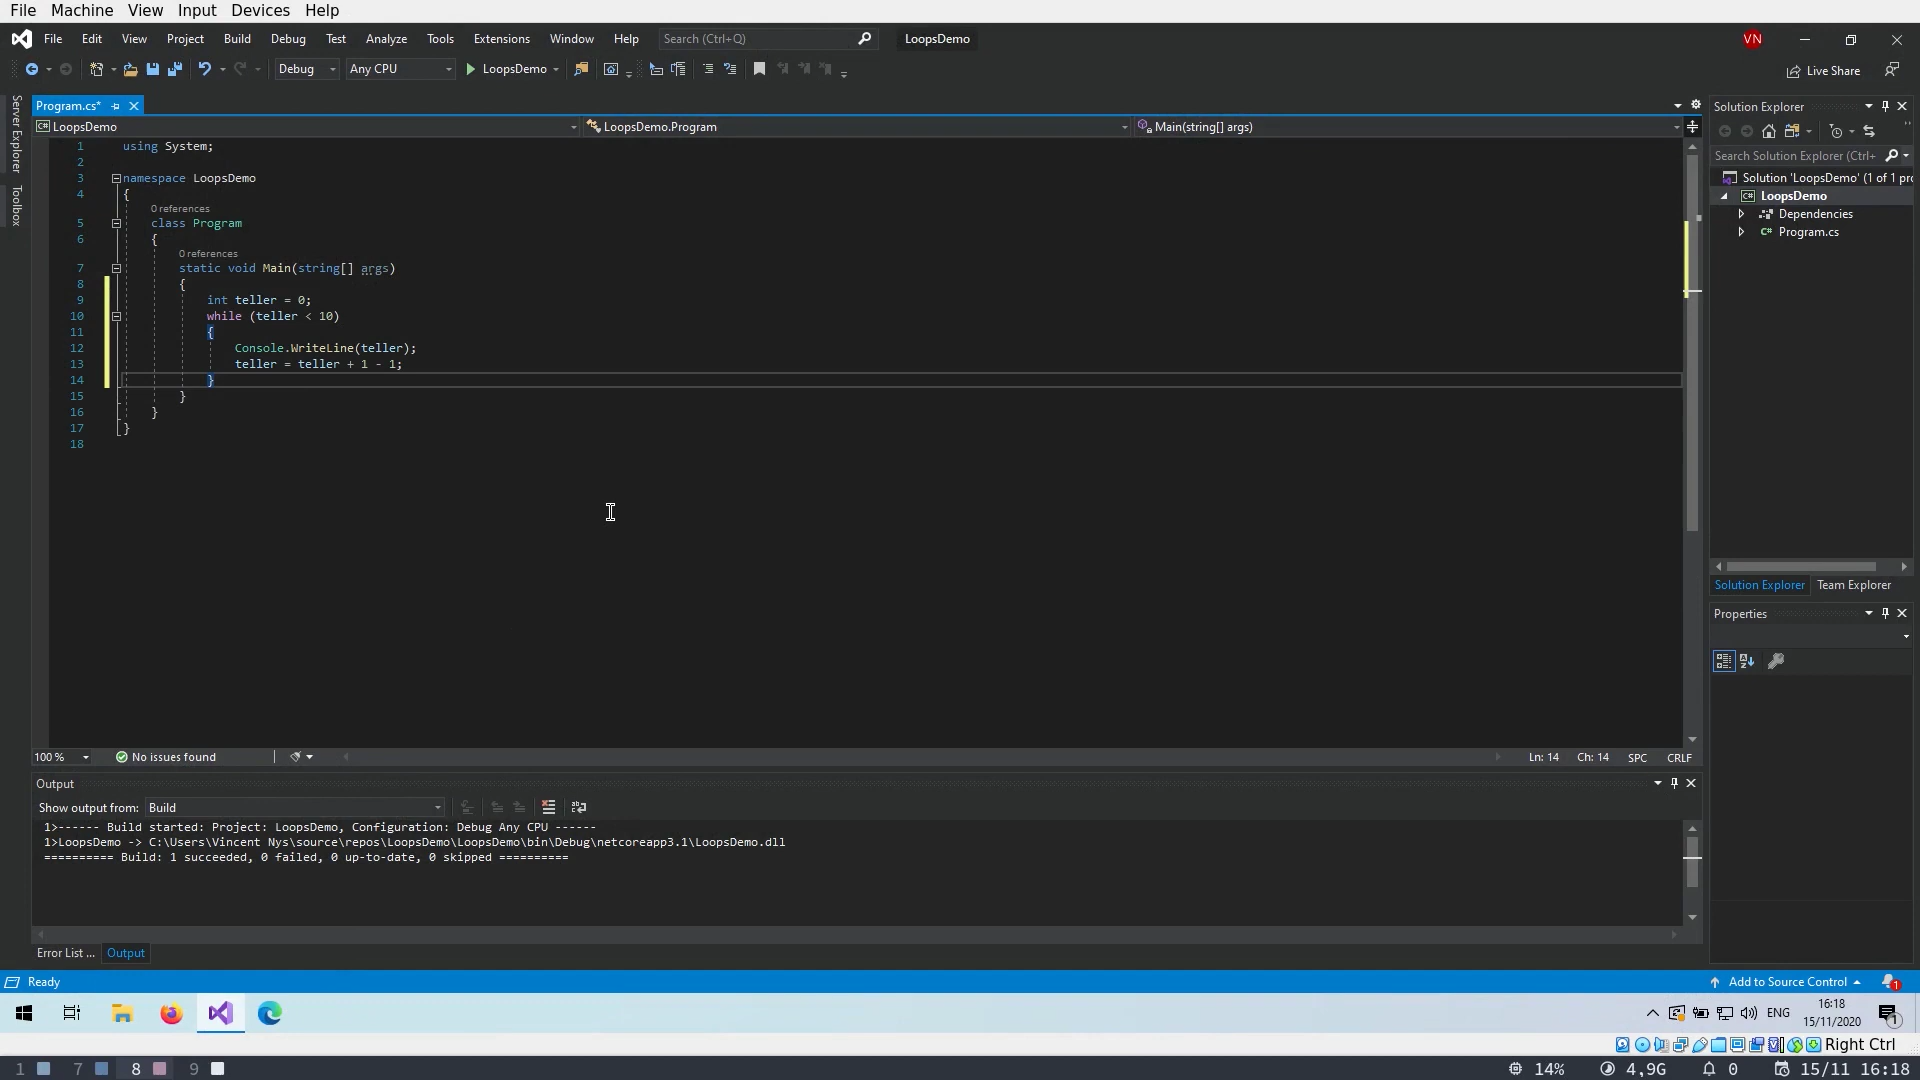 File Machine View Input Devices Help
File Edit View Project Build Debug Test Analyze Tools Extensions Window Help Search (Ctrl+Q) LoopsDemo VN
Debug Any CPU LoopsDemo Live Share
Server Explorer
Toolbox
Program.cs*
LoopsDemo LoopsDemo.Program Main(string[] args)
1 using System;
2
3 namespace LoopsDemo
4 {
0 references
5 class Program
6 {
0 references
7 static void Main(string[] args)
8 {
9 int teller = 0;
10 while (teller < 10)
11 {
12 Console.WriteLine(teller);
13 teller = teller + 1 - 1;
14 }
15 }
16 }
17 }
18
Solution Explorer
Search Solution Explorer (Ctrl+
Solution 'LoopsDemo' (1 of 1 pro
LoopsDemo
Dependencies
C# Program.cs
Solution Explorer Team Explorer
Properties
100 % No issues found Ln: 14 Ch: 14 SPC CRLF
Output
Show output from: Build
1>------ Build started: Project: LoopsDemo, Configuration: Debug Any CPU ------
1>LoopsDemo -> C:\Users\Vincent Nys\source\repos\LoopsDemo\LoopsDemo\bin\Debug\netcoreapp3.1\LoopsDemo.dll
========== Build: 1 succeeded, 0 failed, 0 up-to-date, 0 skipped ==========
Error List ... Output
Ready Add to Source Control 1
ENG 16:18
15/11/2020 1
Right Ctrl
1 7 8 9 14% 4,9G 0 15/11 16:18